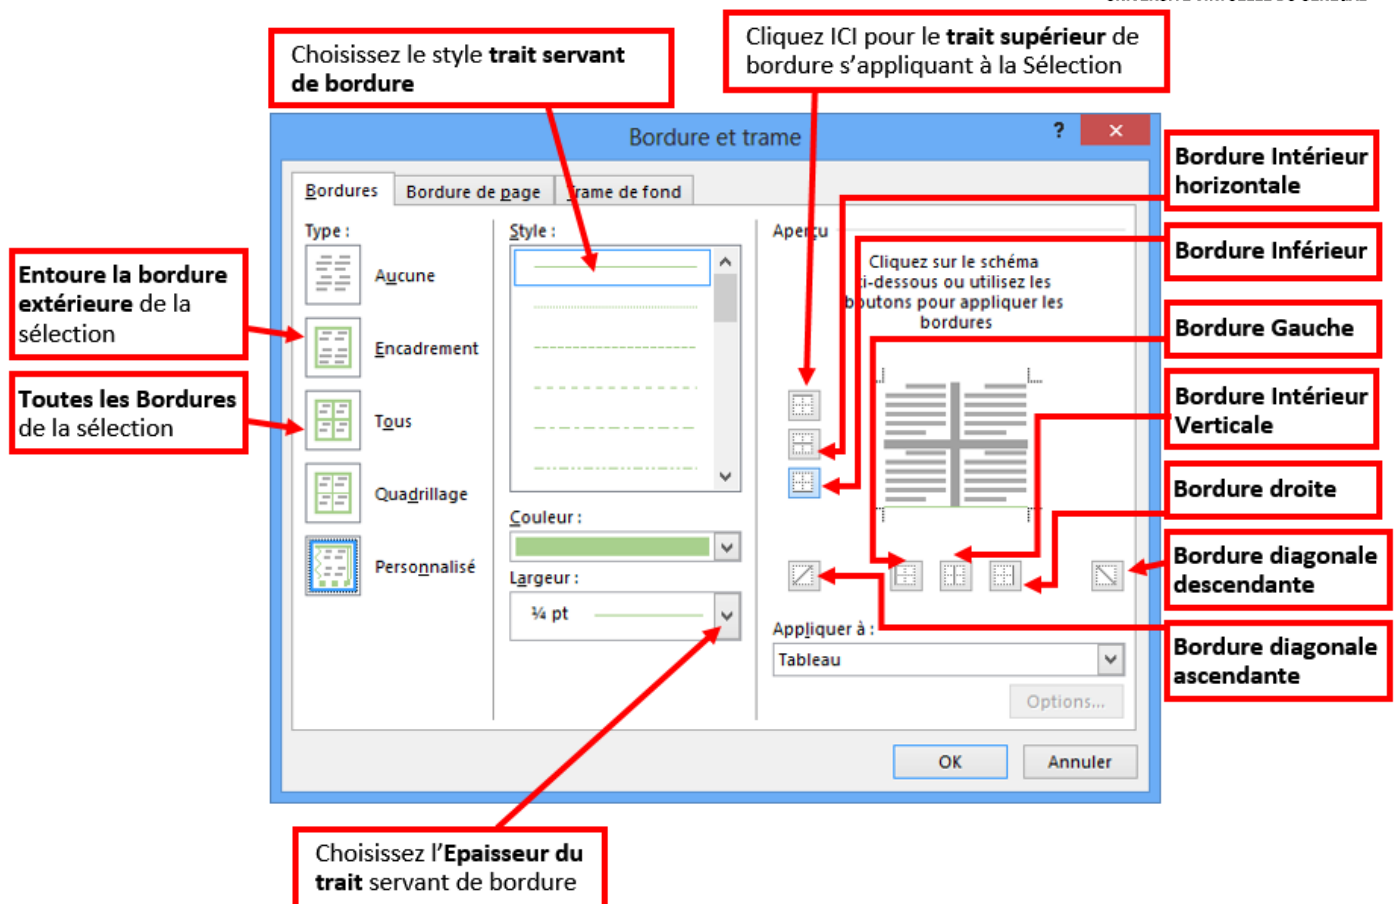 Choisissez le style trait servant
de bordure
Cliquez ICI pour le trait supérieur de
bordure s’appliquant à la Sélection
Bordure et trame
?
Bordures
Bordure de page
Trame de fond
Type :
Aucune
Encadrement
Tous
Quadrillage
Personnalisé
Style :
Couleur :
Largeur :
¾ pt
Aperçu
Cliquez sur le schéma
ci-dessous ou utilisez les
boutons pour appliquer les
bordures
Appliquer à :
Tableau
Options...
OK
Annuler
Entoure la bordure
extérieure de la
sélection
Toutes les Bordures
de la sélection
Bordure Intérieur
horizontale
Bordure Inférieur
Bordure Gauche
Bordure Intérieur
Verticale
Bordure droite
Bordure diagonale
descendante
Bordure diagonale
ascendante
Choisissez l’Epaisseur du
trait servant de bordure